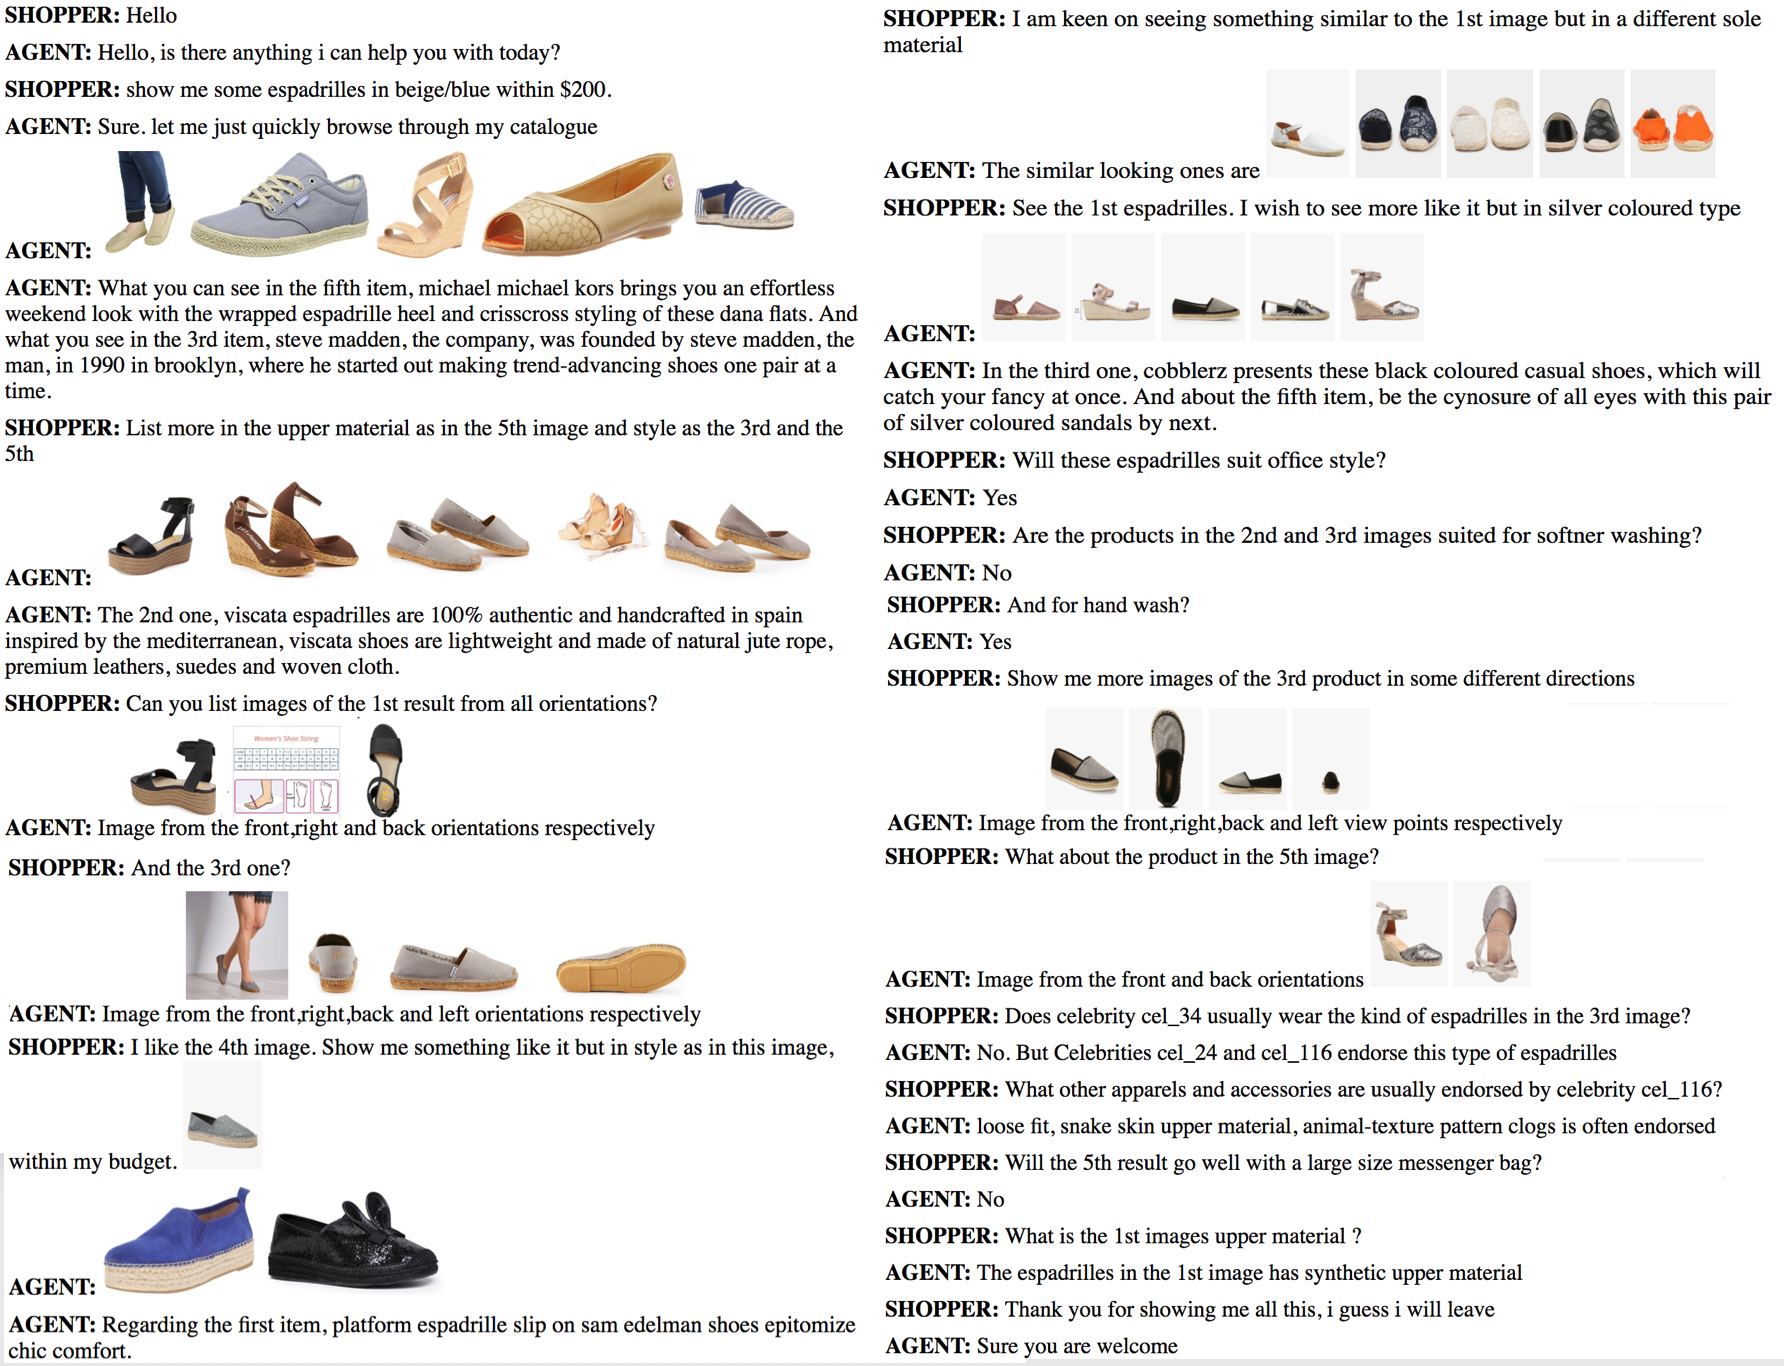 SHOPPER: Hello
AGENT: Hello, is there anything i can help you with today?
SHOPPER: show me some espadrilles in beige/blue within $200.
AGENT: Sure. let me just quickly browse through my catalogue
AGENT:
AGENT: What you can see in the fifth item, michael michael kors brings you an effortless
weekend look with the wrapped espadrille heel and crisscross styling of these dana flats. And
what you see in the 3rd item, steve madden, the company, was founded by steve madden, the
man, in 1990 in brooklyn, where he started out making trend-advancing shoes one pair at a
time.
SHOPPER: List more in the upper material as in the 5th image and style as the 3rd and the
5th
AGENT:
AGENT: The 2nd one, viscata espadrilles are 100% authentic and handcrafted in spain
inspired by the mediterranean, viscata shoes are lightweight and made of natural jute rope,
premium leathers, suedes and woven cloth.
SHOPPER: Can you list images of the 1st result from all orientations?
Women's Shoe Sizing
AGENT: Image from the front,right and back orientations respectively
SHOPPER: And the 3rd one?
AGENT: Image from the front,right,back and left orientations respectively
SHOPPER: I like the 4th image. Show me something like it but in style as in this image,
within my budget.
AGENT:
AGENT: Regarding the first item, platform espadrille slip on sam edelman shoes epitomize
chic comfort.
SHOPPER: I am keen on seeing something similar to the 1st image but in a different sole
material
AGENT: The similar looking ones are
SHOPPER: See the 1st espadrilles. I wish to see more like it but in silver coloured type
AGENT:
AGENT: In the third one, cobblerz presents these black coloured casual shoes, which will
catch your fancy at once. And about the fifth item, be the cynosure of all eyes with this pair
of silver coloured sandals by next.
SHOPPER: Will these espadrilles suit office style?
AGENT: Yes
SHOPPER: Are the products in the 2nd and 3rd images suited for softner washing?
AGENT: No
SHOPPER: And for hand wash?
AGENT: Yes
SHOPPER: Show me more images of the 3rd product in some different directions
AGENT: Image from the front,right,back and left view points respectively
SHOPPER: What about the product in the 5th image?
AGENT: Image from the front and back orientations
SHOPPER: Does celebrity cel_34 usually wear the kind of espadrilles in the 3rd image?
AGENT: No. But Celebrities cel_24 and cel_116 endorse this type of espadrilles
SHOPPER: What other apparels and accessories are usually endorsed by celebrity cel_116?
AGENT: loose fit, snake skin upper material, animal-texture pattern clogs is often endorsed
SHOPPER: Will the 5th result go well with a large size messenger bag?
AGENT: No
SHOPPER: What is the 1st images upper material ?
AGENT: The espadrilles in the 1st image has synthetic upper material
SHOPPER: Thank you for showing me all this, i guess i will leave
AGENT: Sure you are welcome